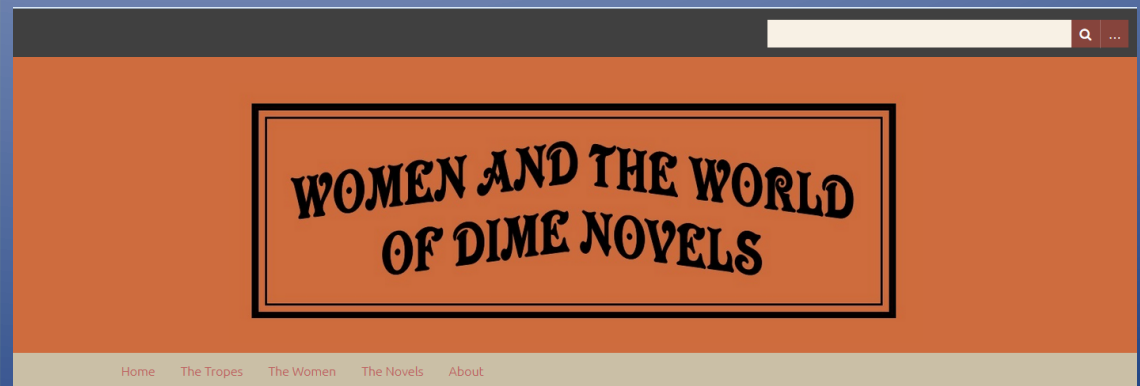 ...
WOMEN AND THE WORLD
OF DIME NOVELS
Home The Tropes The Women The Novels About